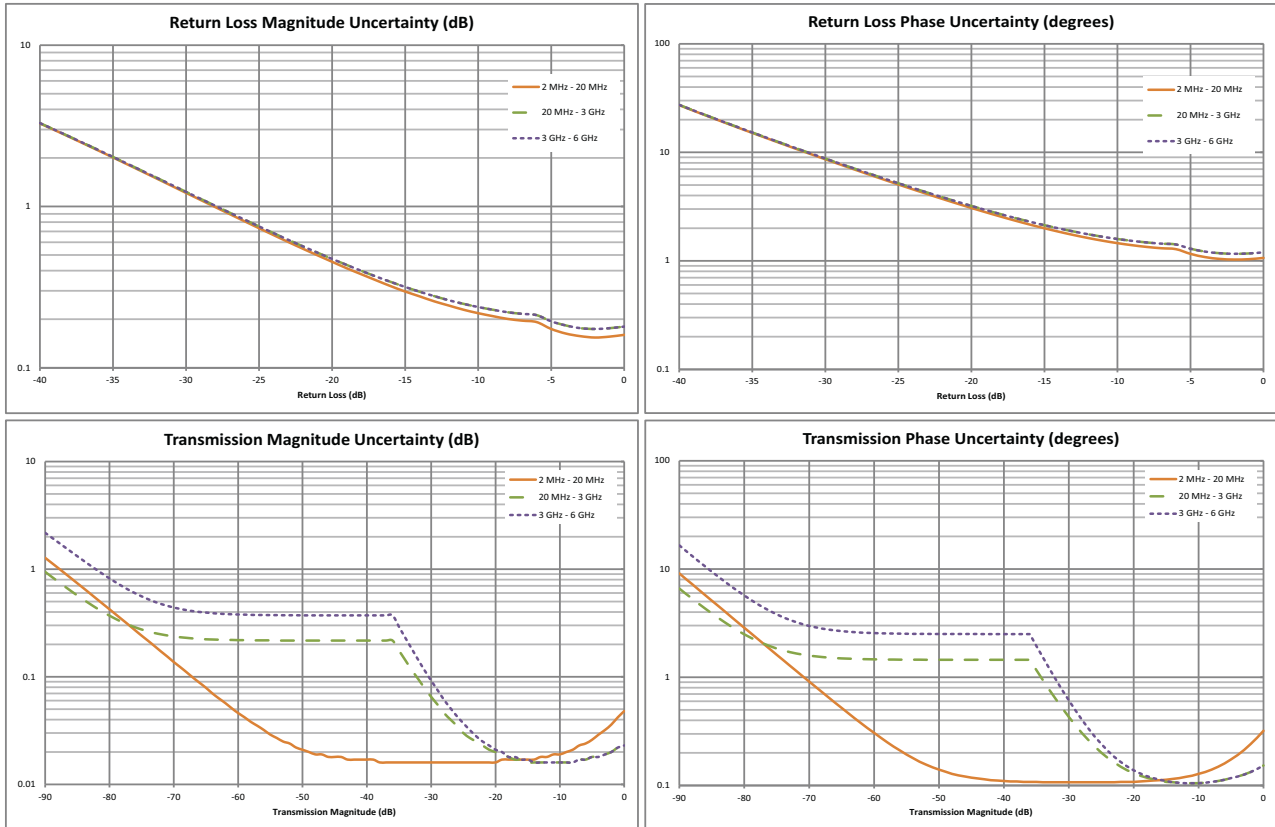 Return Loss Magnitude Uncertainty (dB)
10
1
0.1
2 MHz - 20 MHz
20 MHz - 3 GHz
3 GHz - 6 GHz
-40 -35 -30 -25 -20 -15 -10 -5 0
Return Loss (dB)
Return Loss Phase Uncertainty (degrees)
100
10
1
0.1
2 MHz - 20 MHz
20 MHz - 3 GHz
3 GHz - 6 GHz
-40 -35 -30 -25 -20 -15 -10 -5 0
Return Loss (dB)
Transmission Magnitude Uncertainty (dB)
10
1
0.1
0.01
2 MHz - 20 MHz
20 MHz - 3 GHz
3 GHz - 6 GHz
-90 -80 -70 -60 -50 -40 -30 -20 -10 0
Transmission Magnitude (dB)
Transmission Phase Uncertainty (degrees)
100
10
1
0.1
2 MHz - 20 MHz
20 MHz - 3 GHz
3 GHz - 6 GHz
-90 -80 -70 -60 -50 -40 -30 -20 -10 0
Transmission Magnitude (dB)